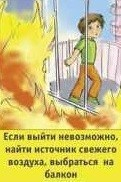 Если выйти невозможно,
найти источник свежего
воздуха, выбраться на
балкон